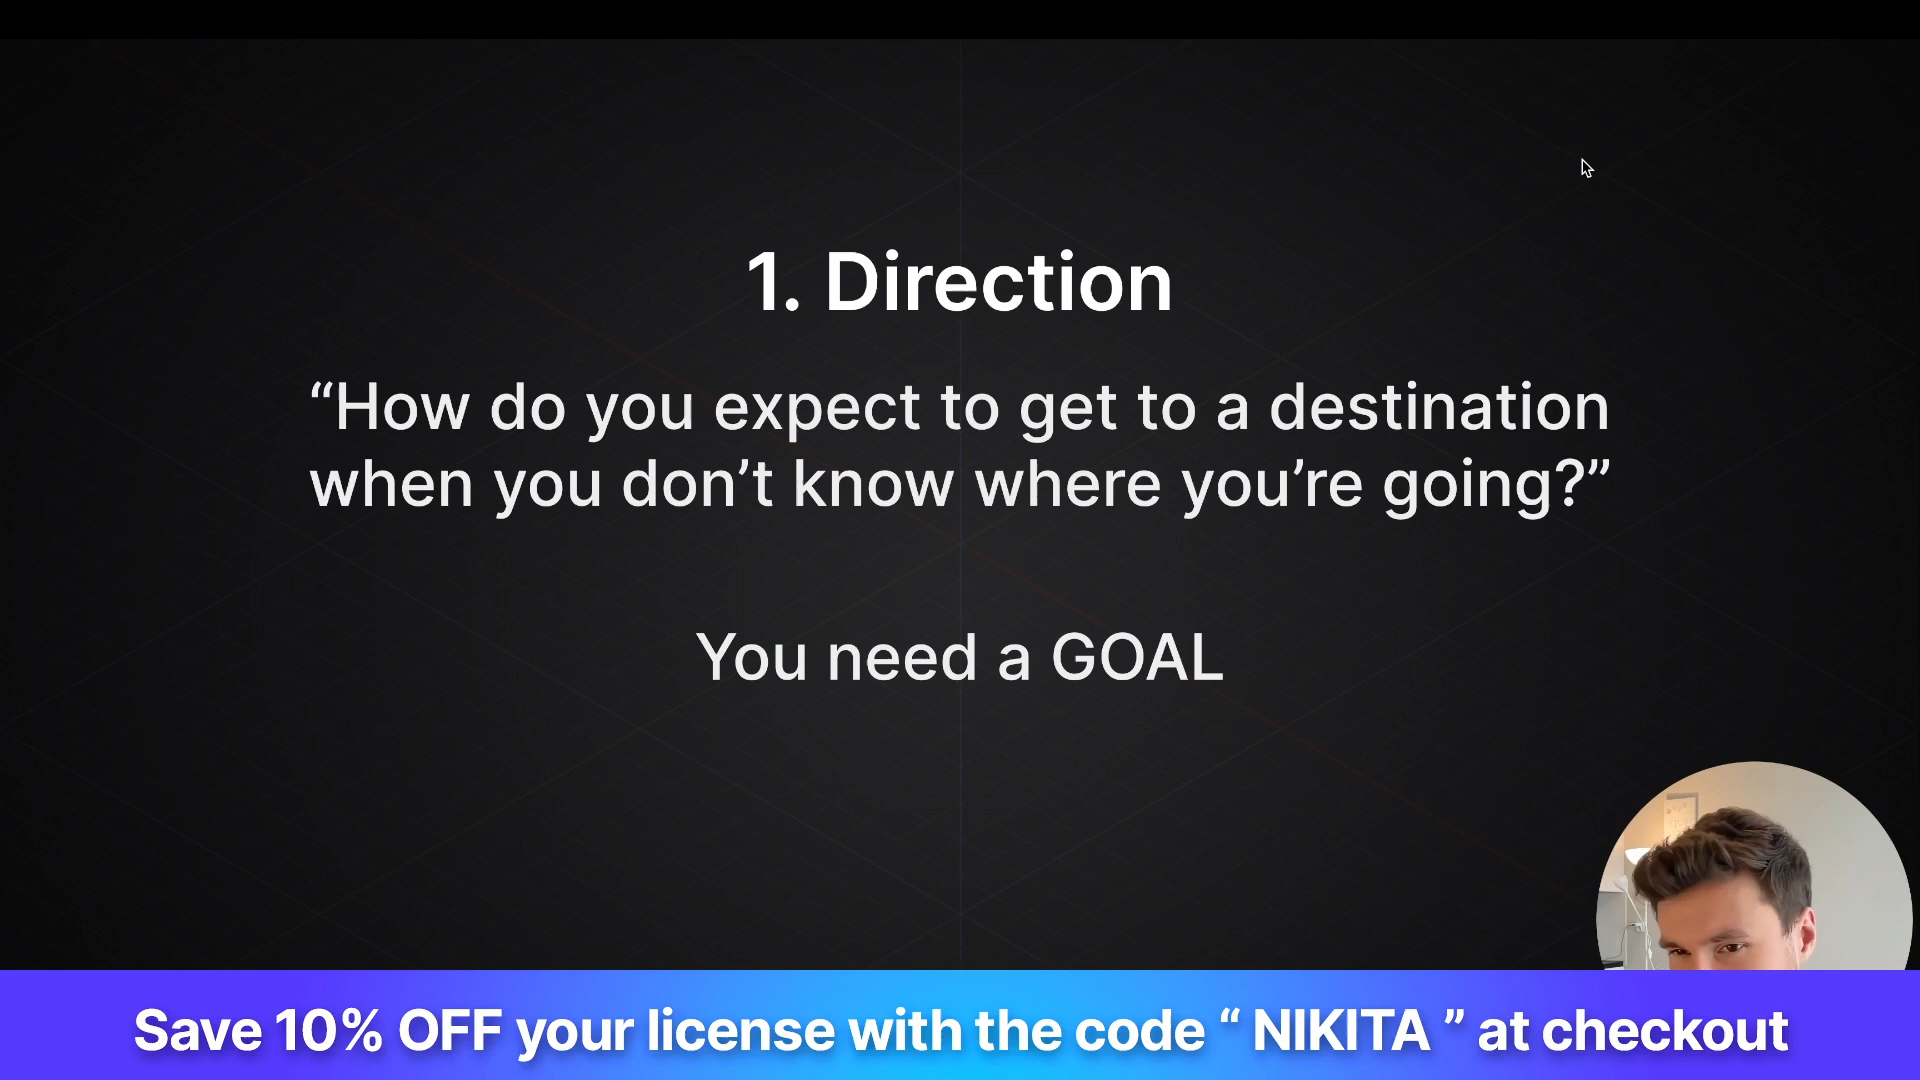 1. Direction
“How do you expect to get to a destination
when you don’t know where you’re going?”
You need a GOAL
Save 10% OFF your license with the code “ NIKITA ” at checkout